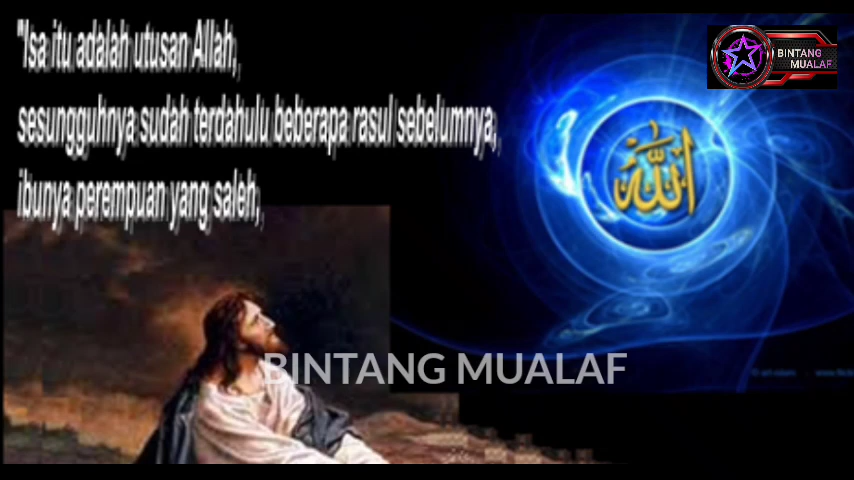 "Isa itu adalah utusan Allah,
sesungguhnya sudah terdahulu beberapa rasul sebelumnya,
ibunya perempuan yang saleh,
BINTANG
MUALAF
الله
BINTANG MUALAF